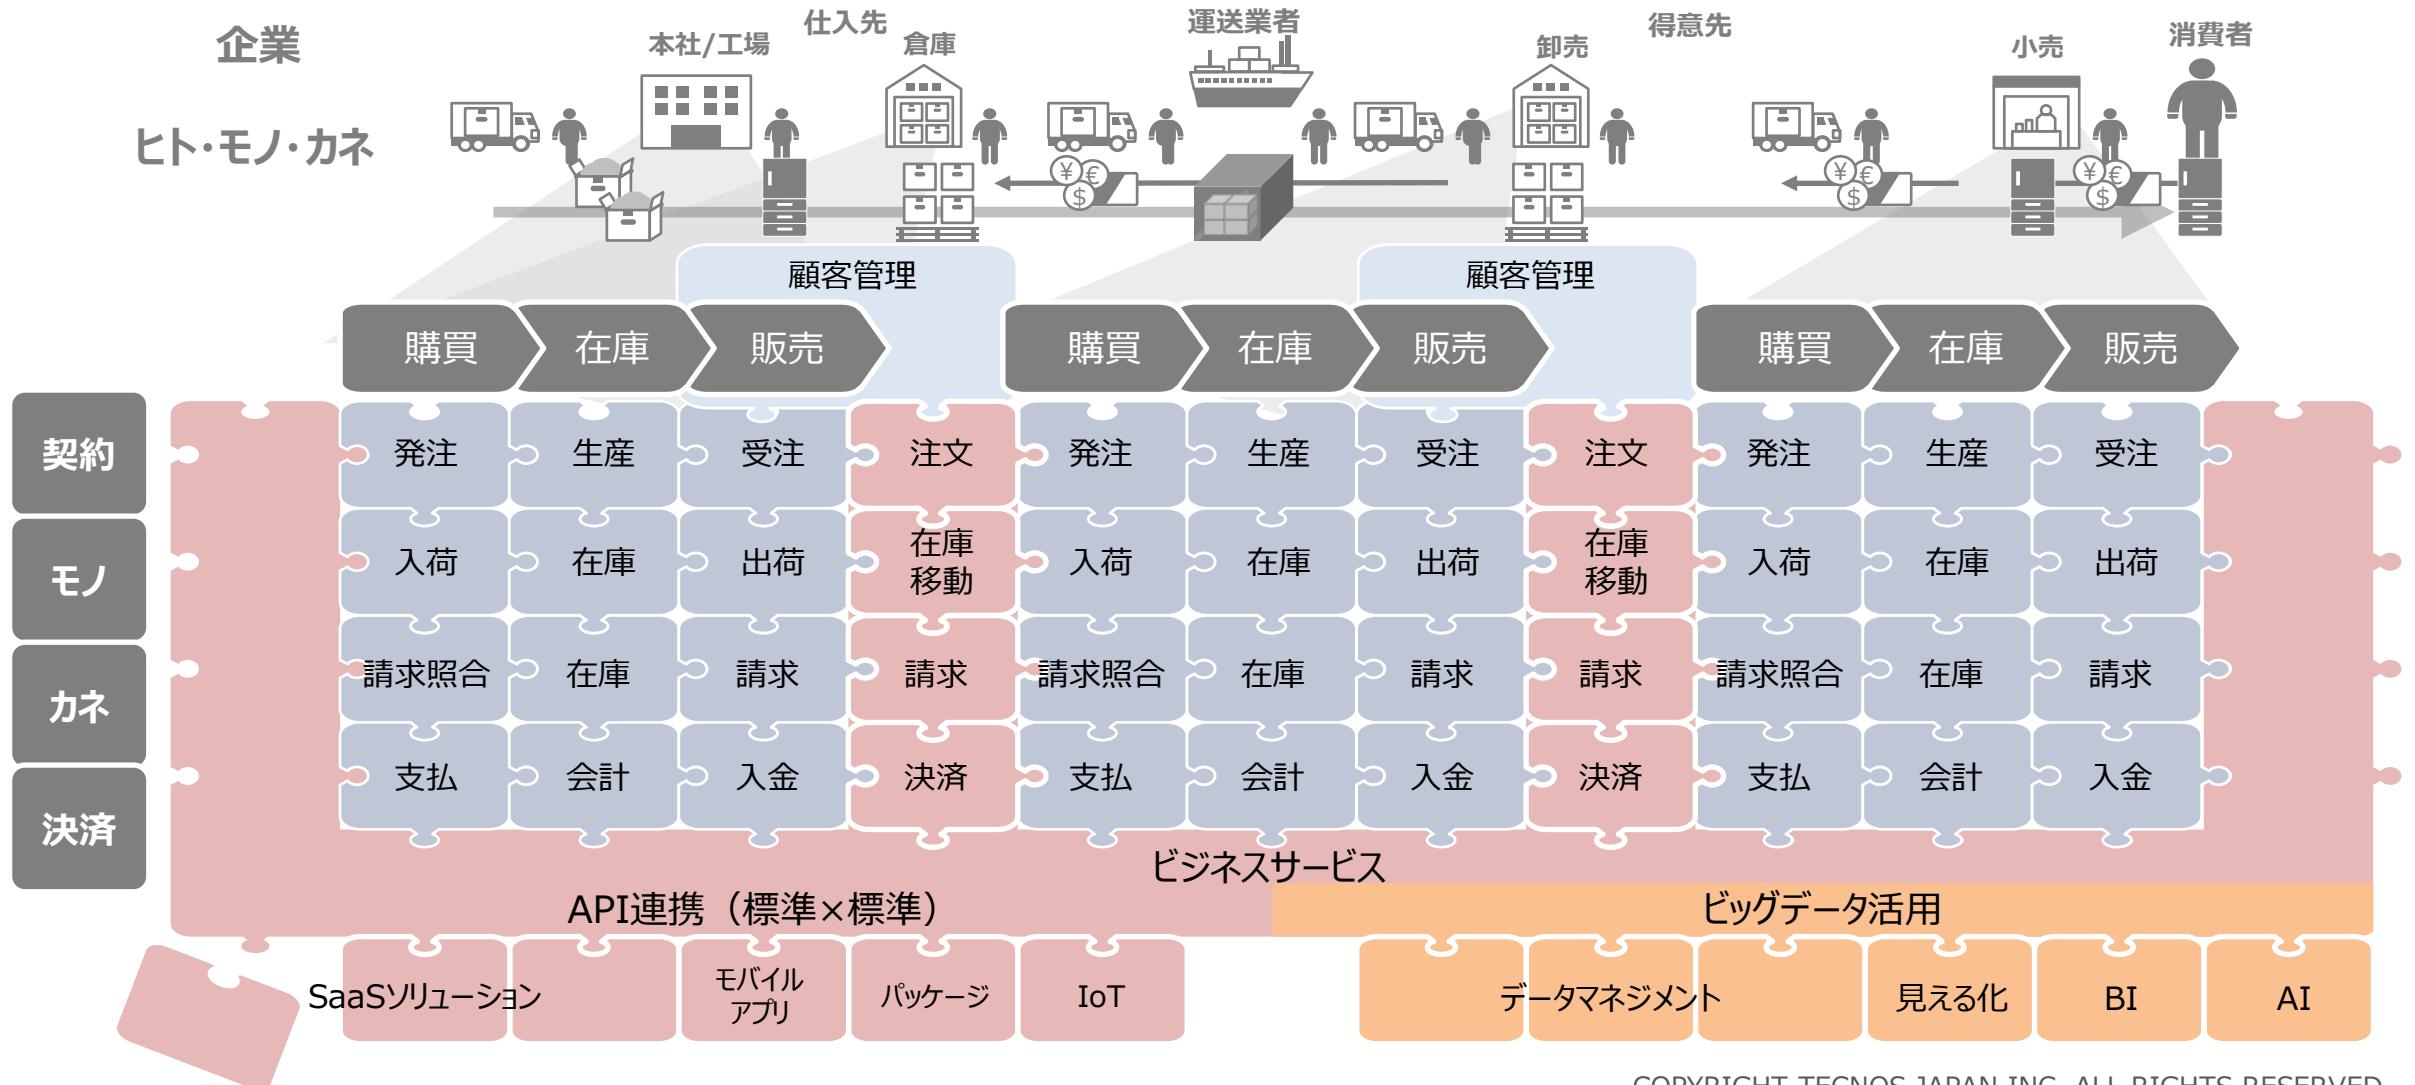 企業
仕入先
運送業者
得意先
消費者
本社/工場
倉庫
卸売
小売
ヒト・モノ・カネ
顧客管理
顧客管理
購買
在庫
販売
購買
在庫
販売
購買
在庫
販売
契約
発注
生産
受注
注文
発注
生産
受注
注文
発注
生産
受注
モノ
入荷
在庫
出荷
在庫
移動
入荷
在庫
出荷
在庫
移動
入荷
在庫
出荷
カネ
請求照合
在庫
請求
請求
請求照合
在庫
請求
請求
請求照合
在庫
請求
決済
支払
会計
入金
決済
支払
会計
入金
決済
支払
会計
入金
ビジネスサービス
API連携（標準×標準）
ビッグデータ活用
SaaSソリューション
モバイル
アプリ
パッケージ
IoT
データマネジメント
見える化
BI
AI
COPYRIGHT TECNOS JAPAN INC. ALL RIGHTS RESERVED